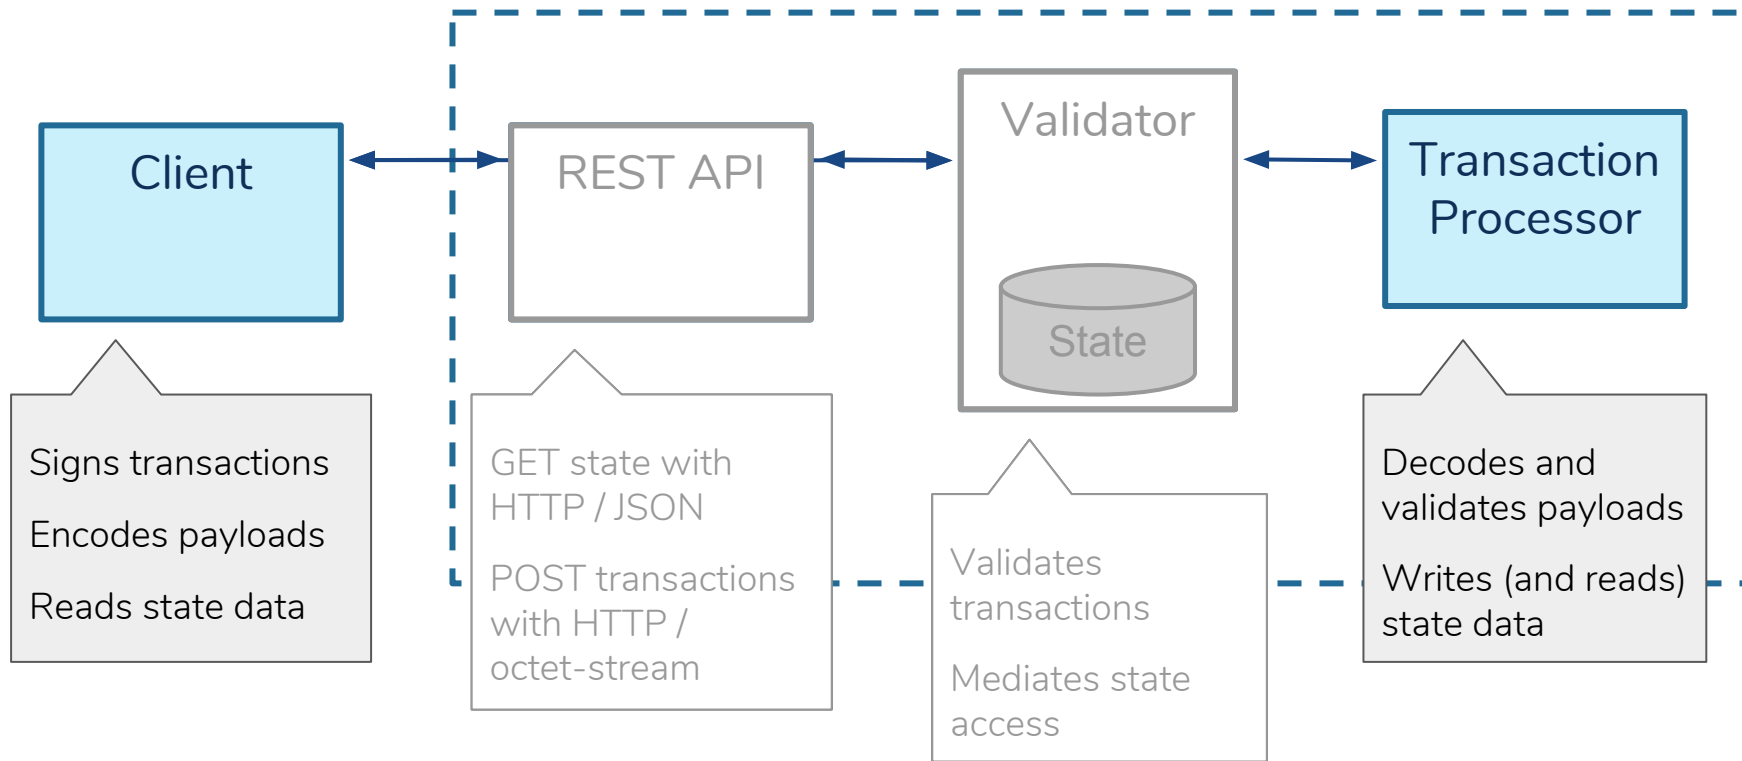 Client
REST API
Validator
State
Transaction
Processor
Signs transactions
Encodes payloads
Reads state data
GET state with
HTTP / JSON
POST transactions
with HTTP /
octet-stream
Validates
transactions
Mediates state
access
Decodes and
validates payloads
Writes (and reads)
state data